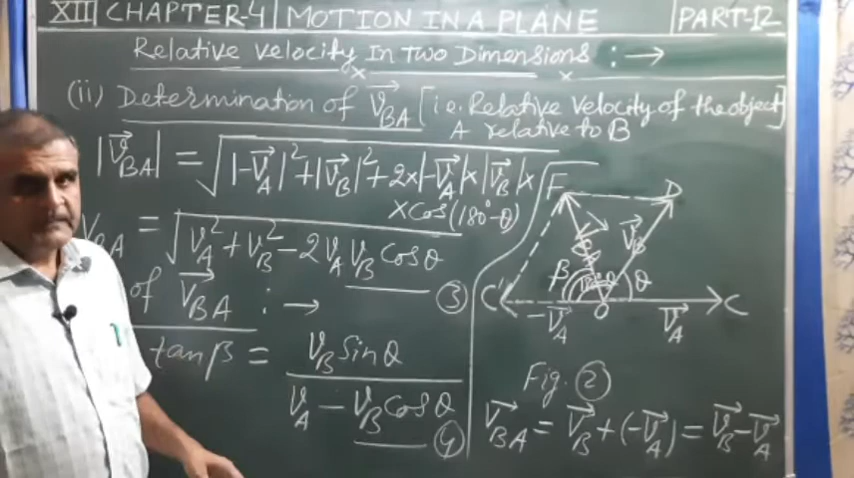 XII CHAPTER-4 MOTION IN A PLANE PART-12
Relative velocity In Two Dimensions : →
(ii) Determination of V⃗BA [i.e. Relative Velocity of the object]
A relative to B
|V⃗BA| = √|-V⃗A|² + |V⃗B|² + 2×|-V⃗A|×|V⃗B|×
×Cos(180°-θ)
VBA = √VA² + VB² - 2VA VB Cosθ
③
of V⃗BA : →
tanβ = VB Sinθ / VA - VB Cosθ
④
F D
V⃗B
β θ
C' O C
-V⃗A V⃗A
Fig. ②
V⃗BA = V⃗B + (-V⃗A) = V⃗B - V⃗A